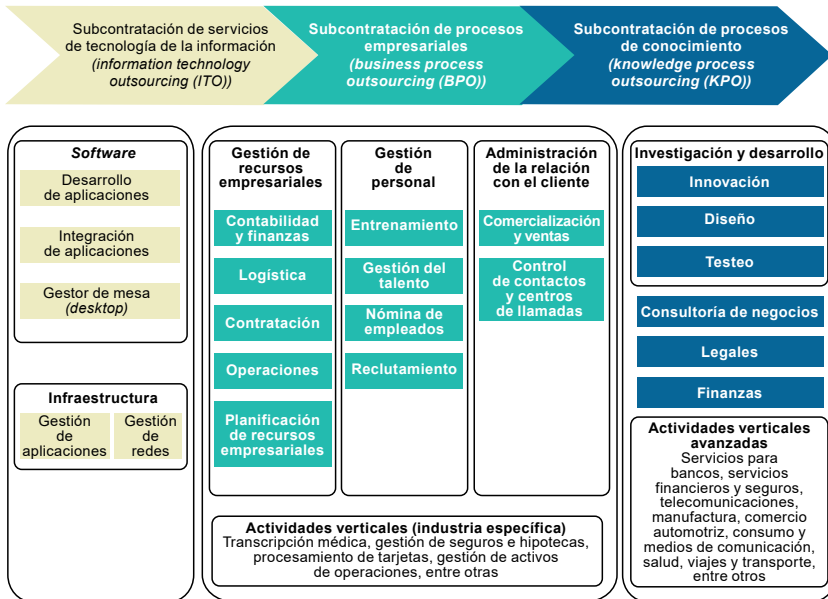 Subcontratación de servicios
de tecnología de la información
(information technology
outsourcing (ITO))
Subcontratación de procesos
empresariales
(business process
outsourcing (BPO))
Subcontratación de procesos
de conocimiento
(knowledge process
outsourcing (KPO))
Software
Desarrollo
de aplicaciones
Integración
de aplicaciones
Gestor de mesa
(desktop)
Infraestructura
Gestión
de
aplicaciones
Gestión
de
redes
Gestión de
recursos
empresariales
Contabilidad
y finanzas
Logística
Contratación
Operaciones
Planificación
de recursos
empresariales
Gestión
de
personal
Entrenamiento
Gestión del
talento
Nómina de
empleados
Reclutamiento
Administración
de la relación
con el cliente
Comercialización
y ventas
Control
de contactos
y centros
de llamadas
Actividades verticales (industria específica)
Transcripción médica, gestión de seguros e hipotecas,
procesamiento de tarjetas, gestión de activos
de operaciones, entre otras
Investigación y desarrollo
Innovación
Diseño
Testeo
Consultoría de negocios
Legales
Finanzas
Actividades verticales
avanzadas
Servicios para
bancos, servicios
financieros y seguros,
telecomunicaciones,
manufactura, comercio
automotriz, consumo y
medios de comunicación,
salud, viajes y transporte,
entre otros